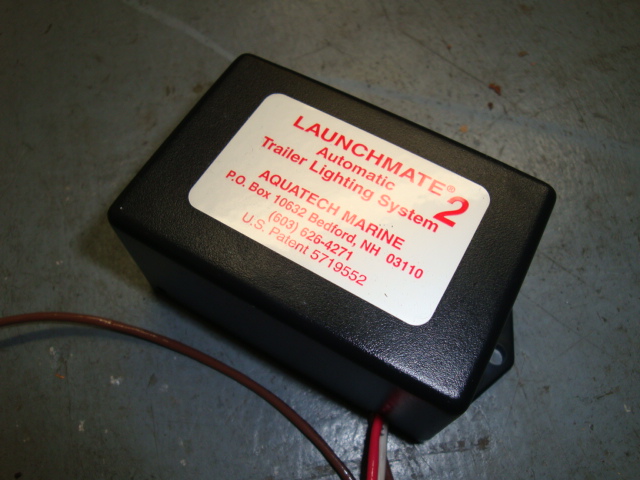 LAUNCHMATE® 2
Automatic
Trailer Lighting System
AQUATECH MARINE
P.O. Box 10632 Bedford, NH 03110
(603) 626-4271
U.S. Patent 5719552